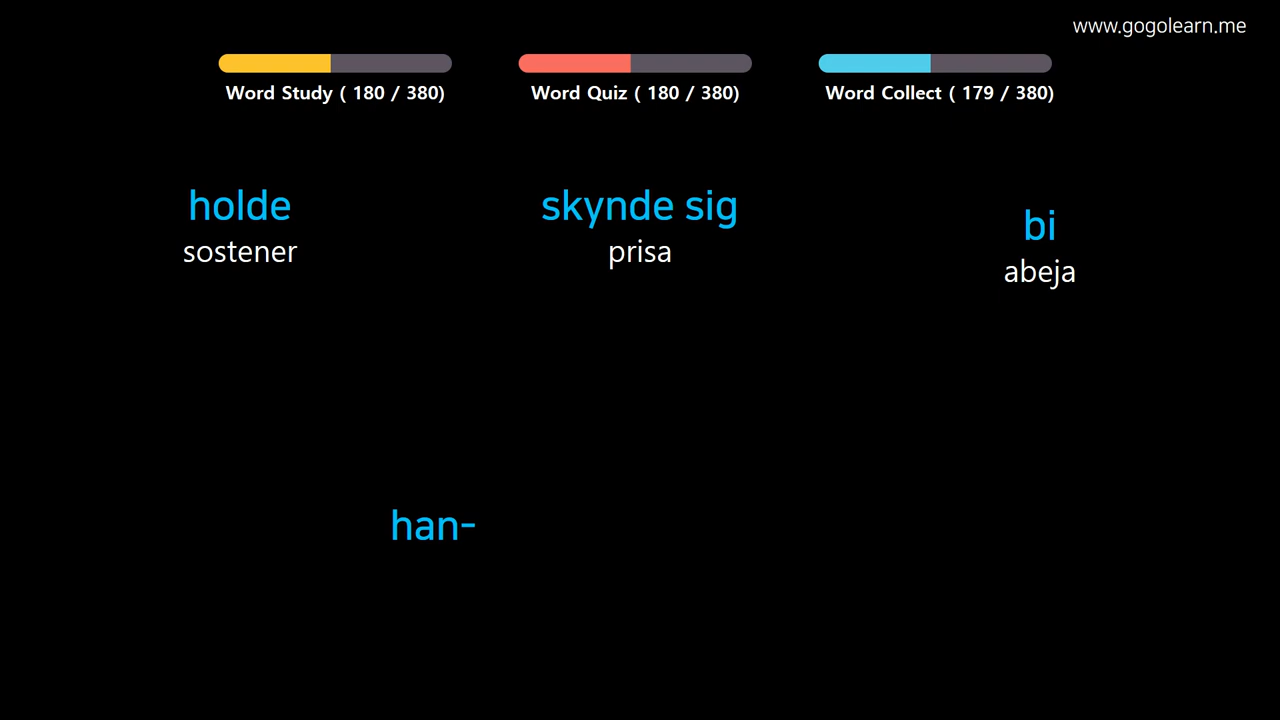 www.gogolearn.me
Word Study ( 180 / 380)
Word Quiz ( 180 / 380)
Word Collect ( 179 / 380)
holde
sostener
skynde sig
prisa
bi
abeja
han-